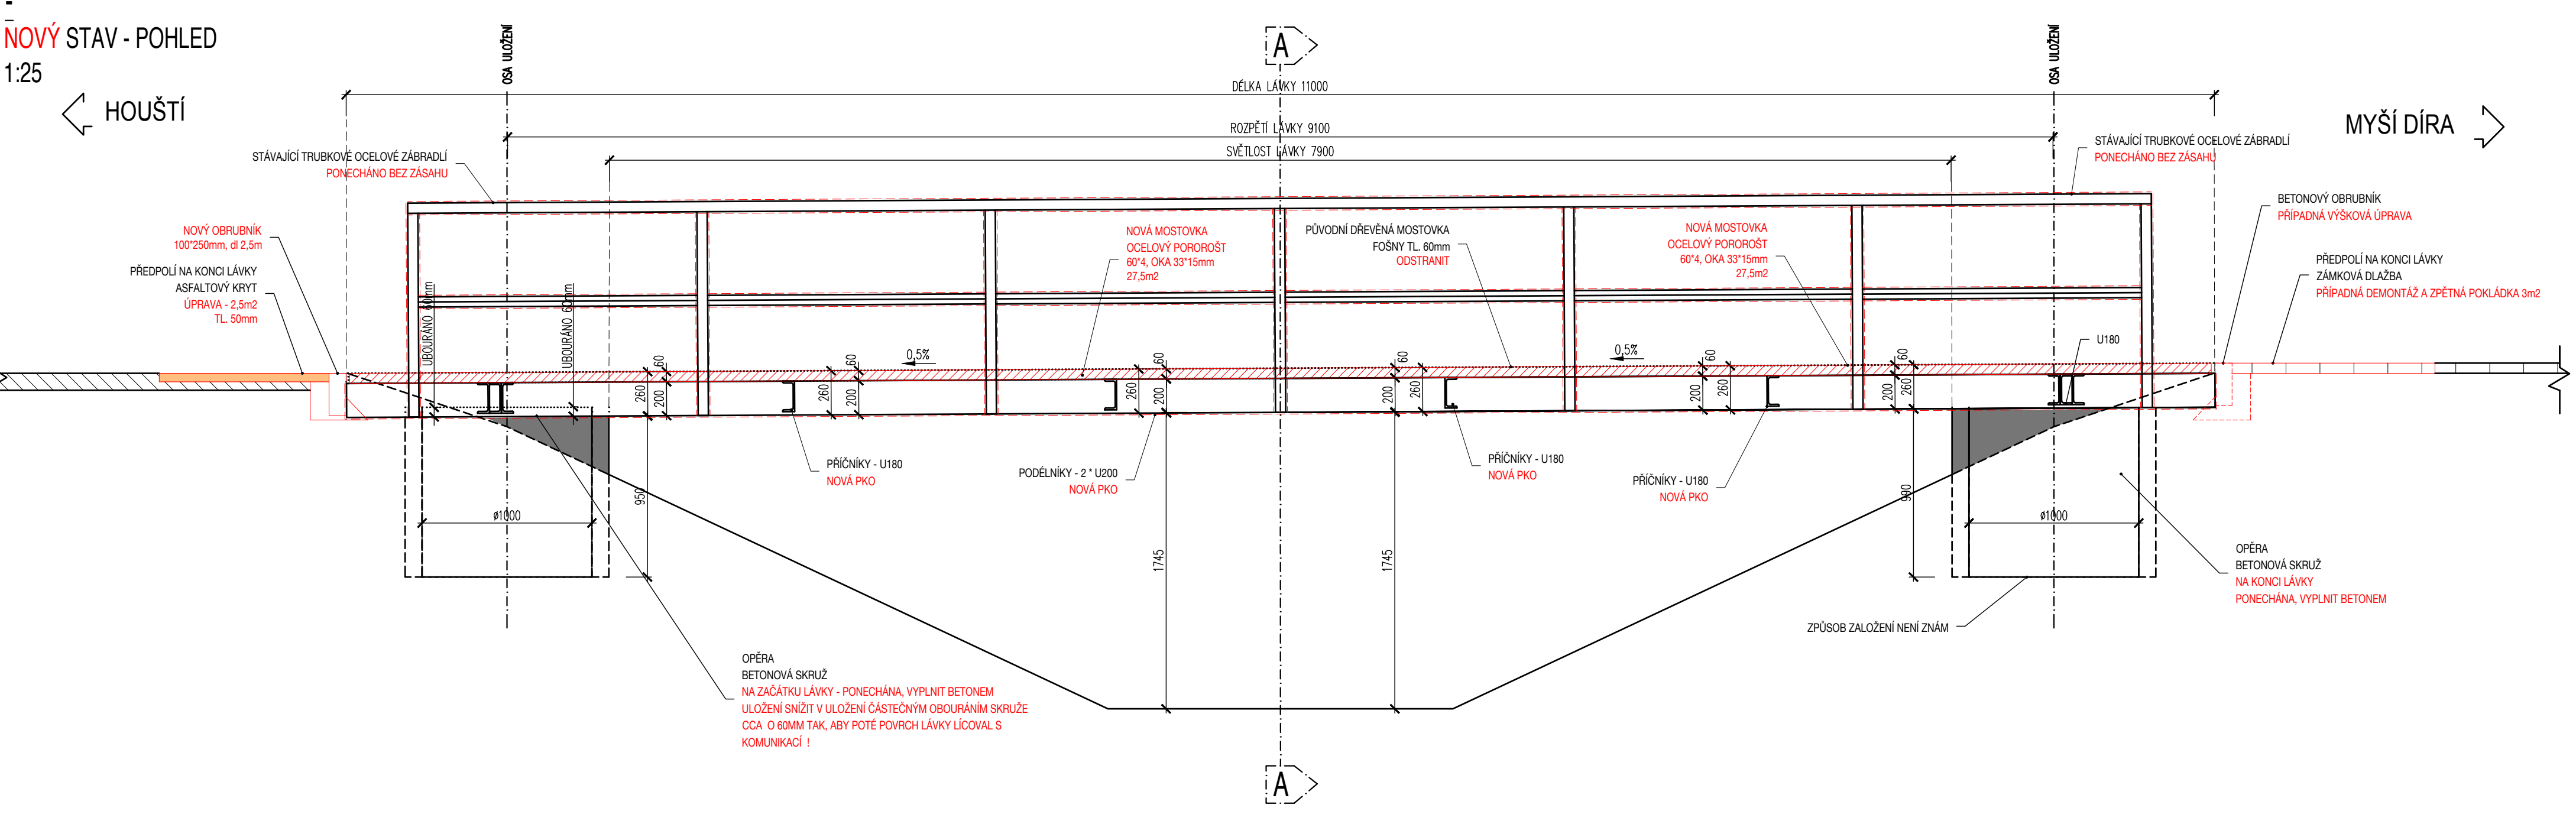 NOVÝ STAV - POHLED
1:25
HOUŠTÍ
MYŠÍ DÍRA
OSA ULOŽENÍ
OSA ULOŽENÍ
A
DÉLKA LÁVKY 11000
ROZPĚTÍ LÁVKY 9100
SVĚTLOST LÁVKY 7900
STÁVAJÍCÍ TRUBKOVÉ OCELOVÉ ZÁBRADLÍ
PONECHÁNO BEZ ZÁSAHU
STÁVAJÍCÍ TRUBKOVÉ OCELOVÉ ZÁBRADLÍ
PONECHÁNO BEZ ZÁSAHU
NOVÝ OBRUBNÍK
100*250mm, dl 2,5m
PŘEDPOLÍ NA KONCI LÁVKY
ASFALTOVÝ KRYT
ÚPRAVA - 2,5m2
TL. 50mm
UBOURÁNO 60mm
UBOURÁNO 60mm
NOVÁ MOSTOVKA
OCELOVÝ POROROŠT
60*4, OKA 33*15mm
27,5m2
PŮVODNÍ DŘEVĚNÁ MOSTOVKA
FOŠNY TL. 60mm
ODSTRANIT
NOVÁ MOSTOVKA
OCELOVÝ POROROŠT
60*4, OKA 33*15mm
27,5m2
BETONOVÝ OBRUBNÍK
PŘÍPADNÁ VÝŠKOVÁ ÚPRAVA
PŘEDPOLÍ NA KONCI LÁVKY
ZÁMKOVÁ DLAŽBA
PŘÍPADNÁ DEMONTÁŽ A ZPĚTNÁ POKLÁDKA 3m2
U180
0,5%
0,5%
260
200
60
260
200
60
260
200
60
200
260
60
200
260
60
200
260
60
PŘÍČNÍKY - U180
NOVÁ PKO
PODÉLNÍKY - 2 * U200
NOVÁ PKO
PŘÍČNÍKY - U180
NOVÁ PKO
PŘÍČNÍKY - U180
NOVÁ PKO
950
990
ø1000
ø1000
1745
1745
OPĚRA
BETONOVÁ SKRUŽ
NA KONCI LÁVKY
PONECHÁNA, VYPLNIT BETONEM
ZPŮSOB ZALOŽENÍ NENÍ ZNÁM
OPĚRA
BETONOVÁ SKRUŽ
NA ZAČÁTKU LÁVKY - PONECHÁNA, VYPLNIT BETONEM
ULOŽENÍ SNÍŽIT V ULOŽENÍ ČÁSTEČNÝM OBOURÁNÍM SKRUŽE
CCA O 60MM TAK, ABY POTÉ POVRCH LÁVKY LÍCOVAL S
KOMUNIKACÍ !
A